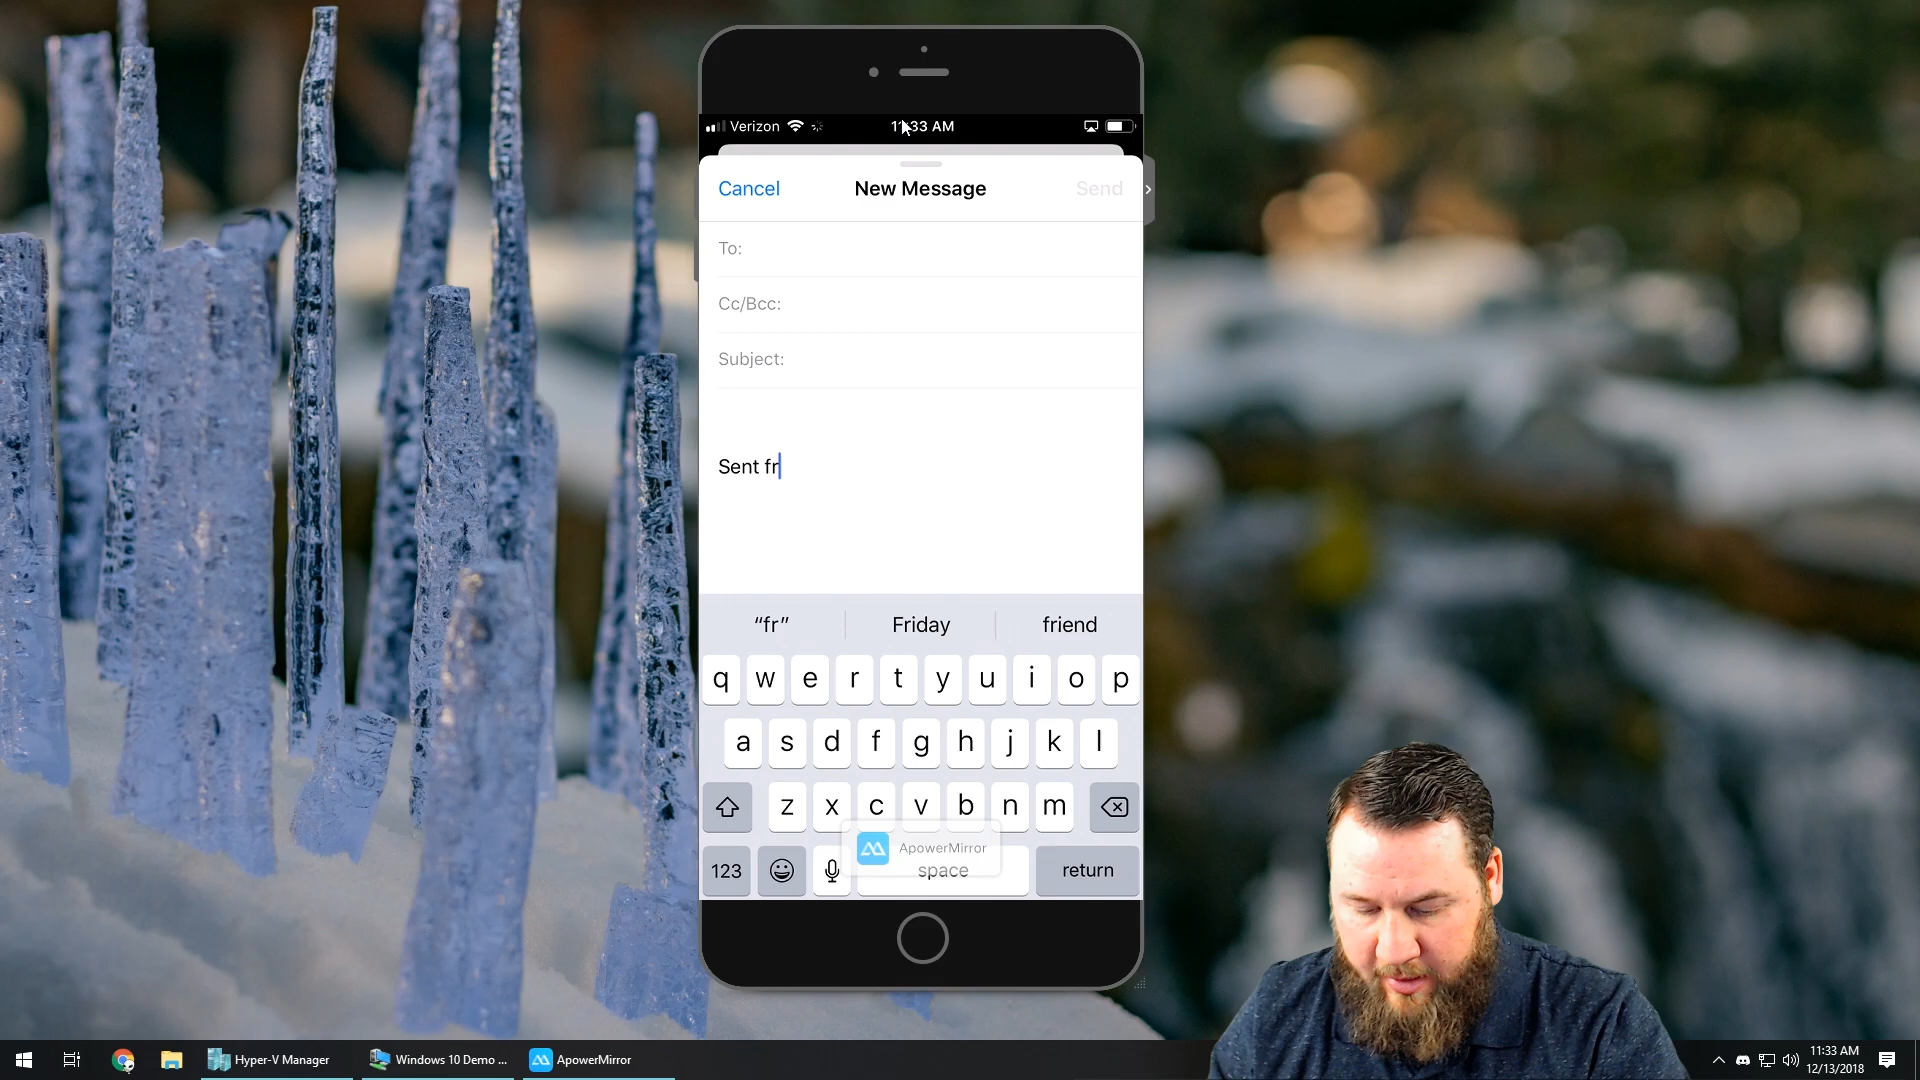 Verizon 11:33 AM
Cancel New Message Send
To:
Cc/Bcc:
Subject:
Sent fr
“fr” Friday friend
q w e r t y u i o p
a s d f g h j k l
z x c v b n m
ApowerMirror
123 space return
Hyper-V Manager Windows 10 Demo ... ApowerMirror 11:33 AM
12/13/2018